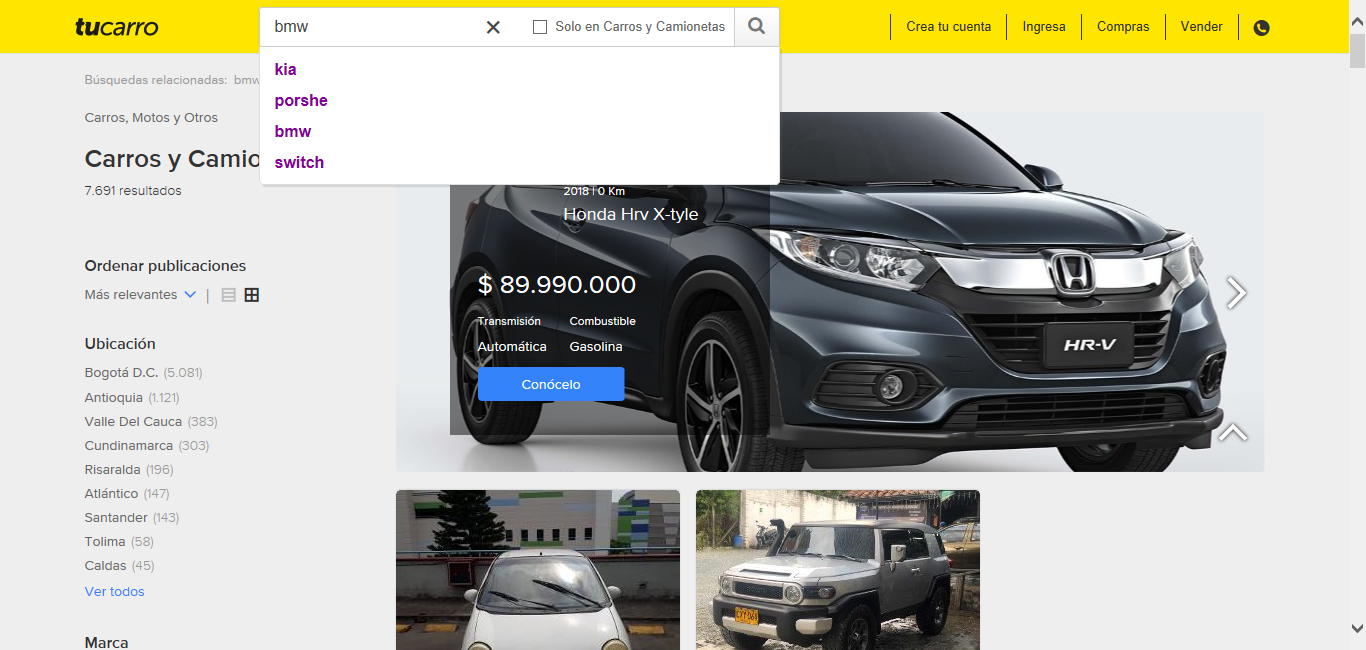 tucarro
bmw
Solo en Carros y Camionetas
Crea tu cuenta
Ingresa
Compras
Vender
kia
porshe
bmw
switch
Búsquedas relacionadas: bmw
Carros, Motos y Otros
Carros y Camio
7.691 resultados
Ordenar publicaciones
Más relevantes
Ubicación
Bogotá D.C. (5.081)
Antioquia (1.121)
Valle Del Cauca (383)
Cundinamarca (303)
Risaralda (196)
Atlántico (147)
Santander (143)
Tolima (58)
Caldas (45)
Ver todos
Marca
2018 | 0 Km
Honda Hrv X-tyle
$ 89.990.000
Transmisión Combustible
Automática Gasolina
Conócelo
HR-V